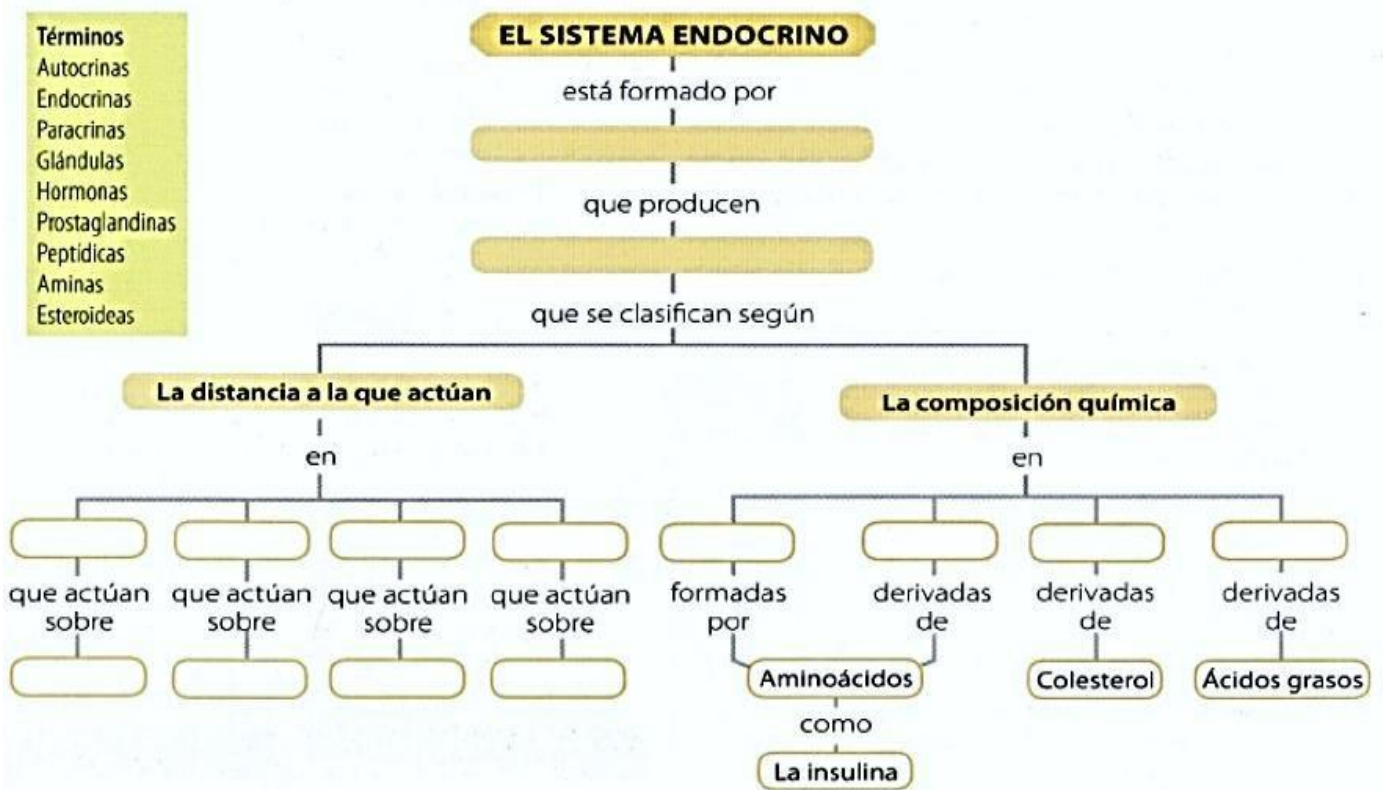 Términos
Autocrinas
Endocrinas
Paracrinas
Glándulas
Hormonas
Prostaglandinas
Peptídicas
Aminas
Esteroideas
EL SISTEMA ENDOCRINO
está formado por
que producen
que se clasifican según
La distancia a la que actúan
La composición química
en
en
que actúan
sobre
que actúan
sobre
que actúan
sobre
que actúan
sobre
formadas
por
derivadas
de
derivadas
de
derivadas
de
Aminoácidos
Colesterol
Ácidos grasos
como
La insulina